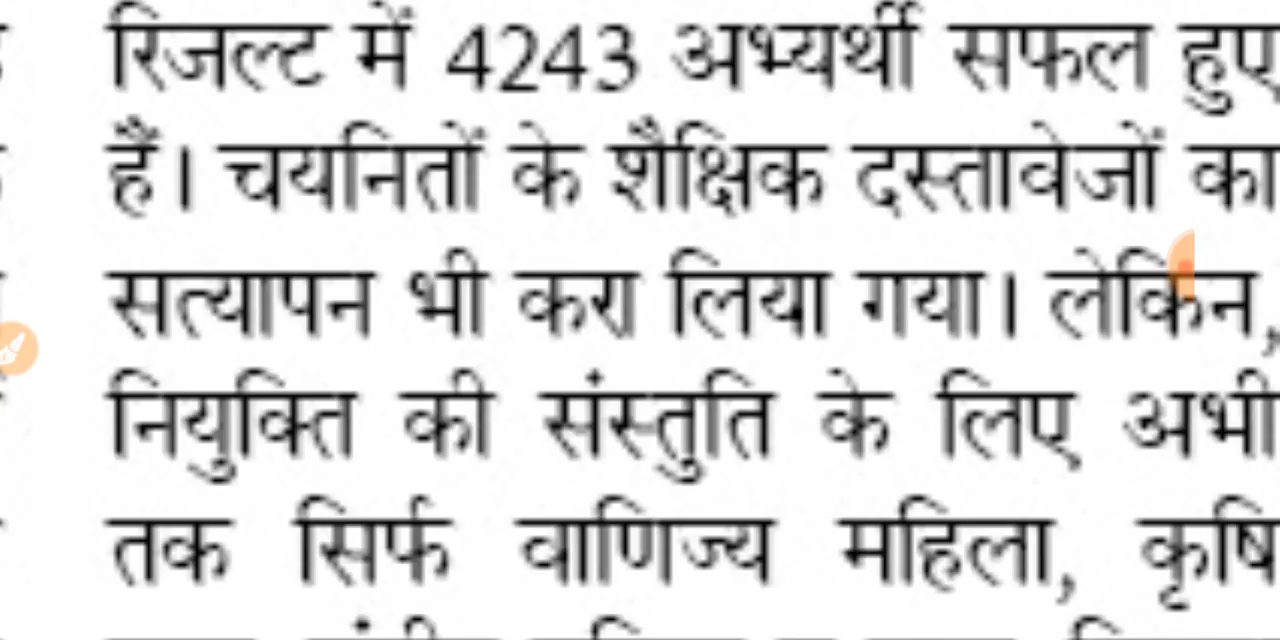 रिजल्ट में 4243 अभ्यर्थी सफल हुए
हैं। चयनितों के शैक्षिक दस्तावेजों का
सत्यापन भी करा लिया गया। लेकिन,
नियुक्ति की संस्तुति के लिए अभी
तक सिर्फ वाणिज्य महिला, कृषि